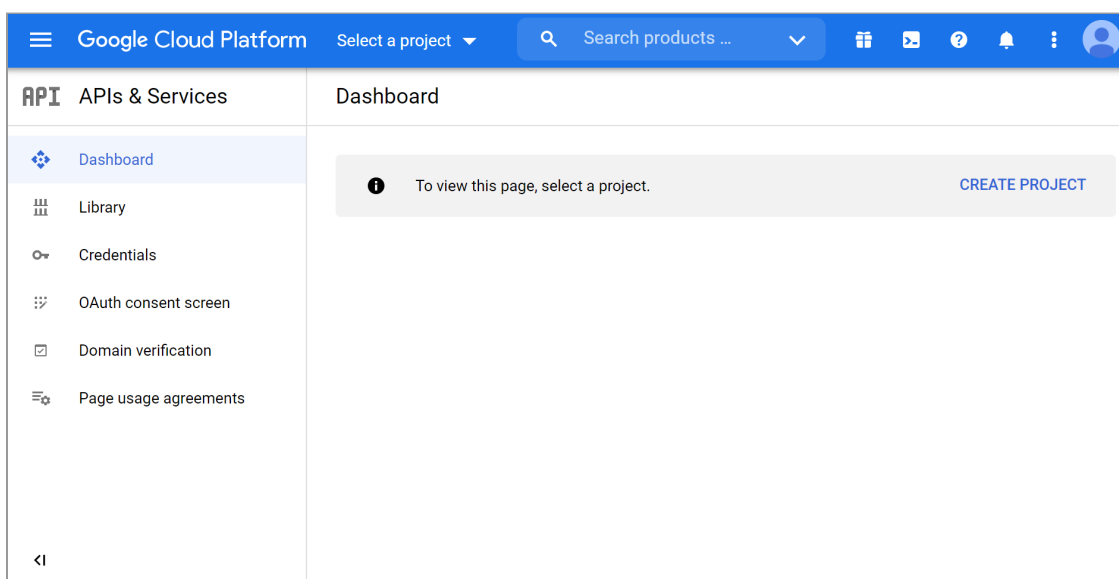 Google Cloud Platform Select a project Search products ...
API APIs & Services
Dashboard
Dashboard
Library
Credentials
OAuth consent screen
Domain verification
Page usage agreements
To view this page, select a project. CREATE PROJECT